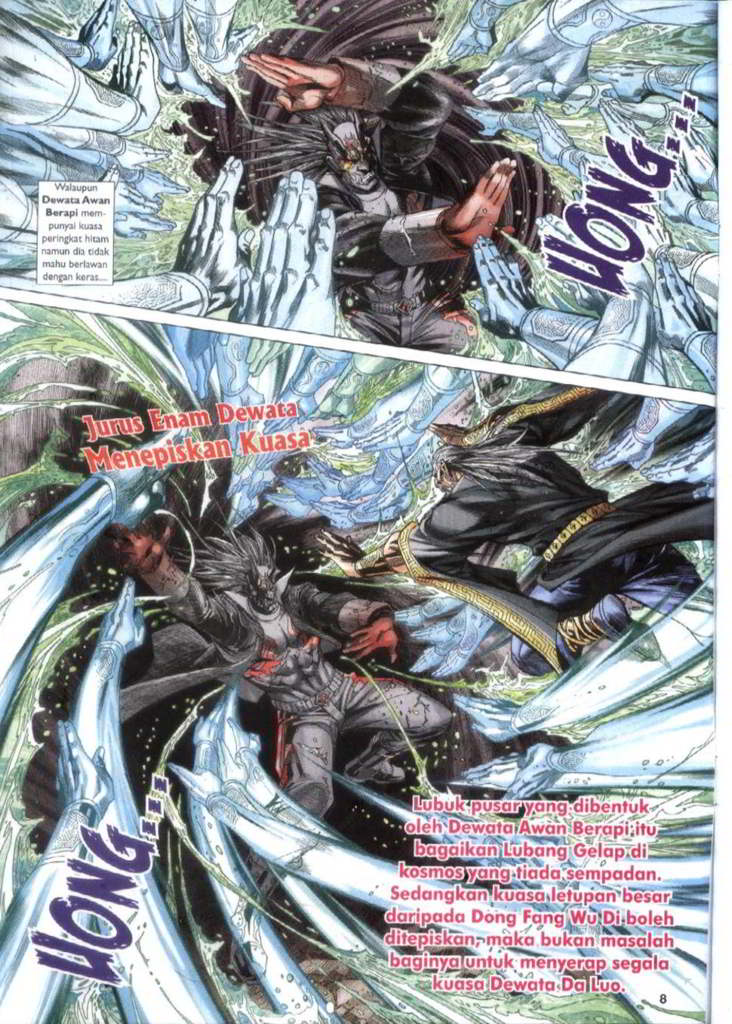 Walaupun
Dewata Awan
Berapi mem-
punyai kuasa
peringkat hitam
namun dia tidak
mahu berlawan
dengan keras....
UONG...
Jurus Enam Dewata
Menepiskan Kuasa
UONG...
Lubuk pusar yang dibentuk
oleh Dewata Awan Berapi itu
bagaikan Lubang Gelap di
kosmos yang tiada sempadan.
Sedangkan kuasa letupan besar
daripada Dong Fang Wu Di boleh
ditepiskan, maka bukan masalah
baginya untuk menyerap segala
kuasa Dewata Da Luo.
8